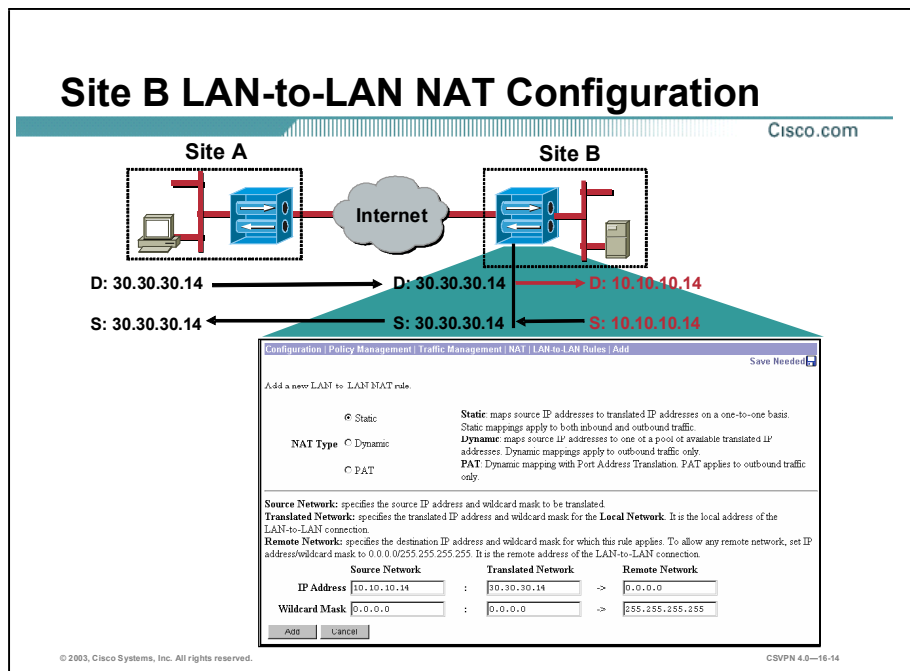 Site B LAN-to-LAN NAT Configuration
Cisco.com
Site A
Site B
Internet
D: 30.30.30.14
D: 30.30.30.14
D: 10.10.10.14
S: 30.30.30.14
S: 30.30.30.14
S: 10.10.10.14
Configuration | Policy Management | Traffic Management | NAT | LAN-to-LAN Rules | Add
Save Needed
Add a new LAN-to-LAN NAT rule.
NAT Type
Static
Static: maps source IP addresses to translated IP addresses on a one-to-one basis.
Static mappings apply to both inbound and outbound traffic.
Dynamic
Dynamic: maps source IP addresses to one of a pool of available translated IP
addresses. Dynamic mappings apply to outbound traffic only.
PAT
PAT: Dynamic mapping with Port Address Translation. PAT applies to outbound traffic
only.
Source Network: specifies the source IP address and wildcard mask to be translated.
Translated Network: specifies the translated IP address and wildcard mask for the Local Network. It is the local address of the
LAN-to-LAN connection.
Remote Network: specifies the destination IP address and wildcard mask for which this rule applies. To allow any remote network, set IP
address/wildcard mask to 0.0.0.0/255.255.255.255. It is the remote address of the LAN-to-LAN connection.
Source Network Translated Network Remote Network
IP Address 10.10.10.14 : 30.30.30.14 -> 0.0.0.0
Wildcard Mask 0.0.0.0 : 0.0.0.0 -> 255.255.255.255
Add Cancel
© 2003, Cisco Systems, Inc. All rights reserved.
CSVPN 4.0—16-14